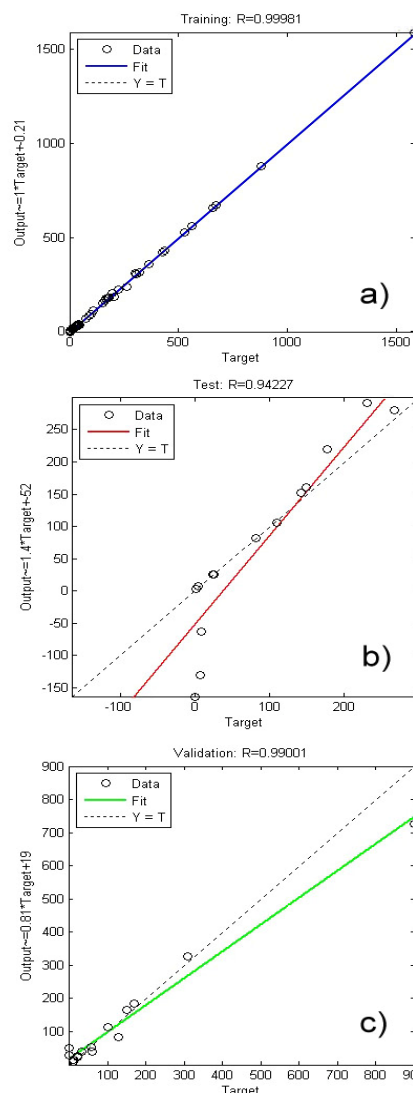 Training: R=0.99981
Data
Fit
Y = T
Output~=1*Target+-0.21
1500
1000
500
0
0
500
1000
1500
Target
a)
Test: R=0.94227
Data
Fit
Y = T
Output~=1.4*Target+-52
250
200
150
100
50
0
-50
-100
-150
-100
0
100
200
Target
b)
Validation: R=0.99001
Data
Fit
Y = T
Output~=0.81*Target+19
900
800
700
600
500
400
300
200
100
0
100
200
300
400
500
600
700
800
Target
c)